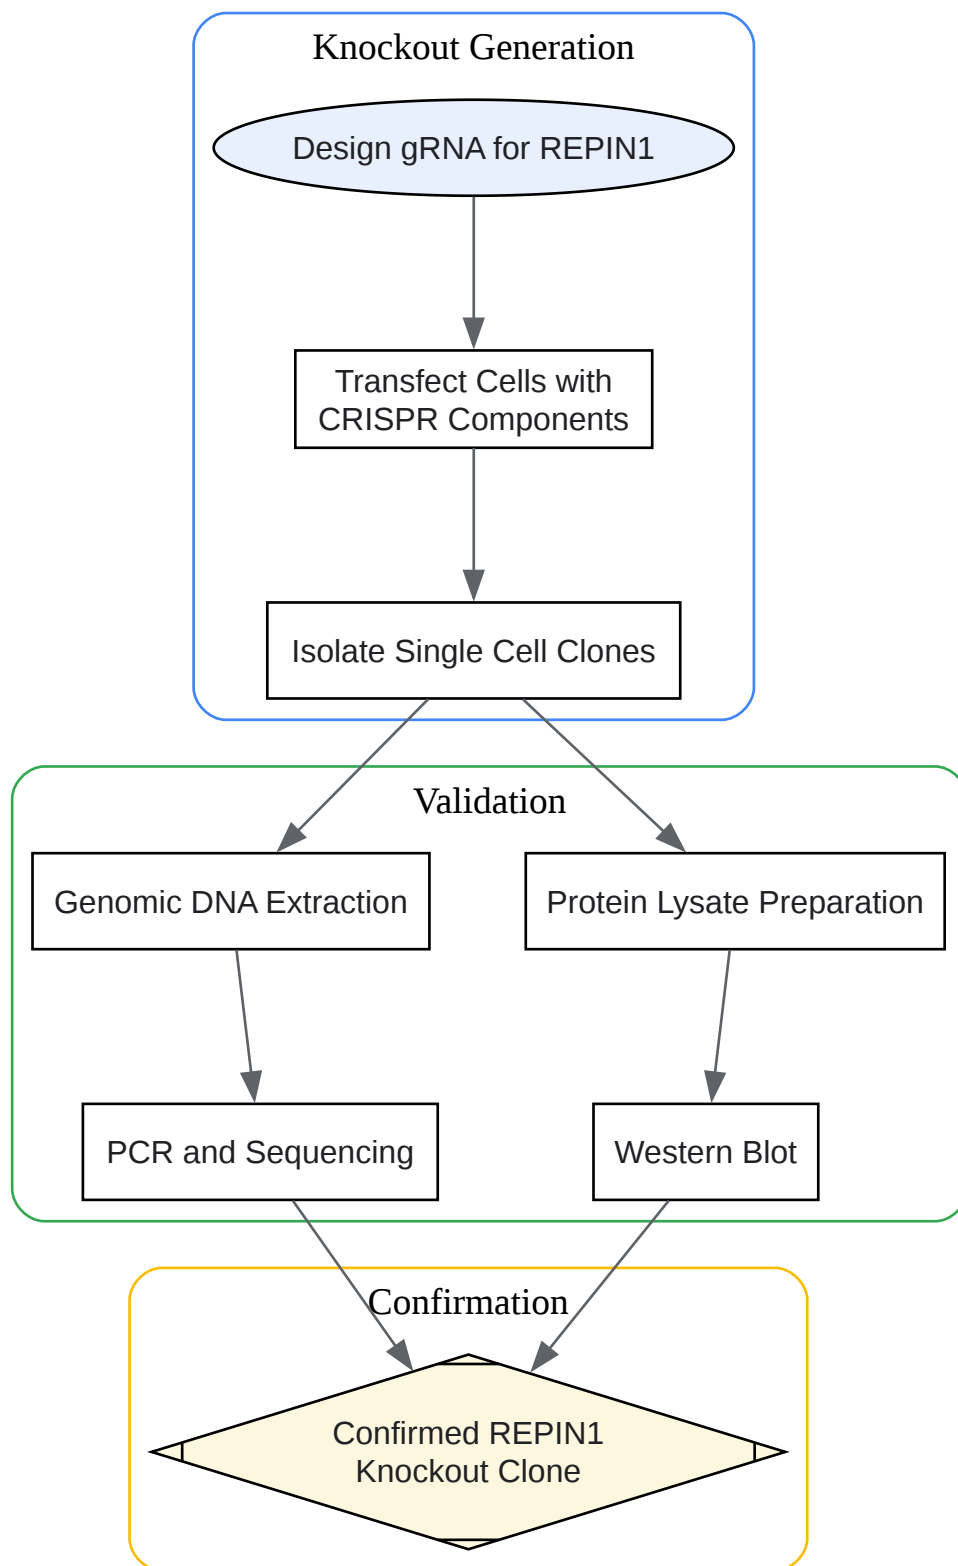 Knockout Generation
Design gRNA for REPIN1
Transfect Cells with
CRISPR Components
Isolate Single Cell Clones
Validation
Genomic DNA Extraction
Protein Lysate Preparation
PCR and Sequencing
Western Blot
Confirmation
Confirmed REPIN1
Knockout Clone